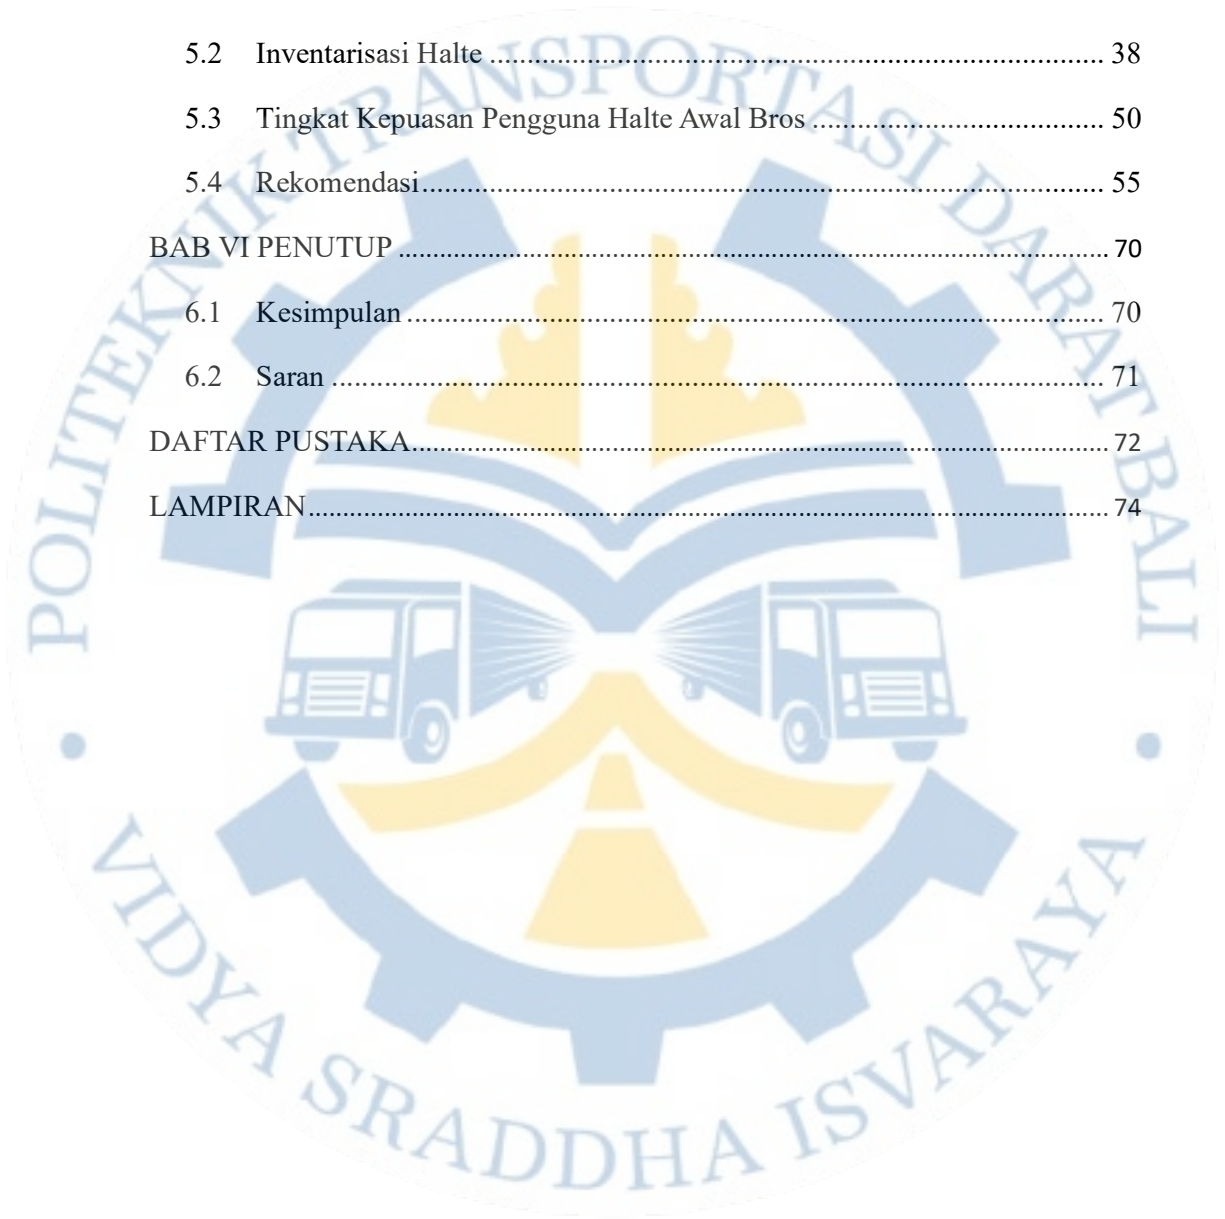 5.2 Inventarisasi Halte ........................................ 38
5.3 Tingkat Kepuasan Pengguna Halte Awal Bros ........................................ 50
5.4 Rekomendasi ........................................ 55
BAB VI PENUTUP ........................................ 70
6.1 Kesimpulan ........................................ 70
6.2 Saran ........................................ 71
DAFTAR PUSTAKA ........................................ 72
LAMPIRAN ........................................ 74
POLITEKNIK TRANSPORTASI DARAT BALI
VIDYA SRADDHA ISVARAYA